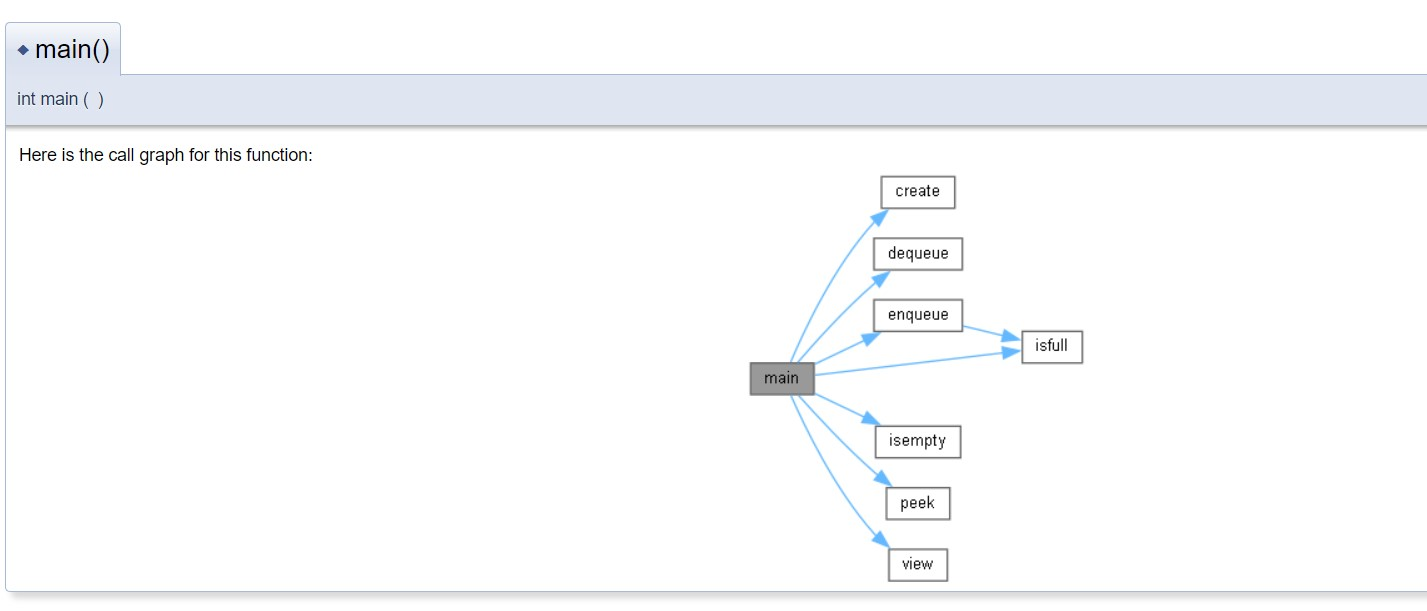 main()
int main ( )
Here is the call graph for this function:
create
dequeue
enqueue
isfull
main
isempty
peek
view